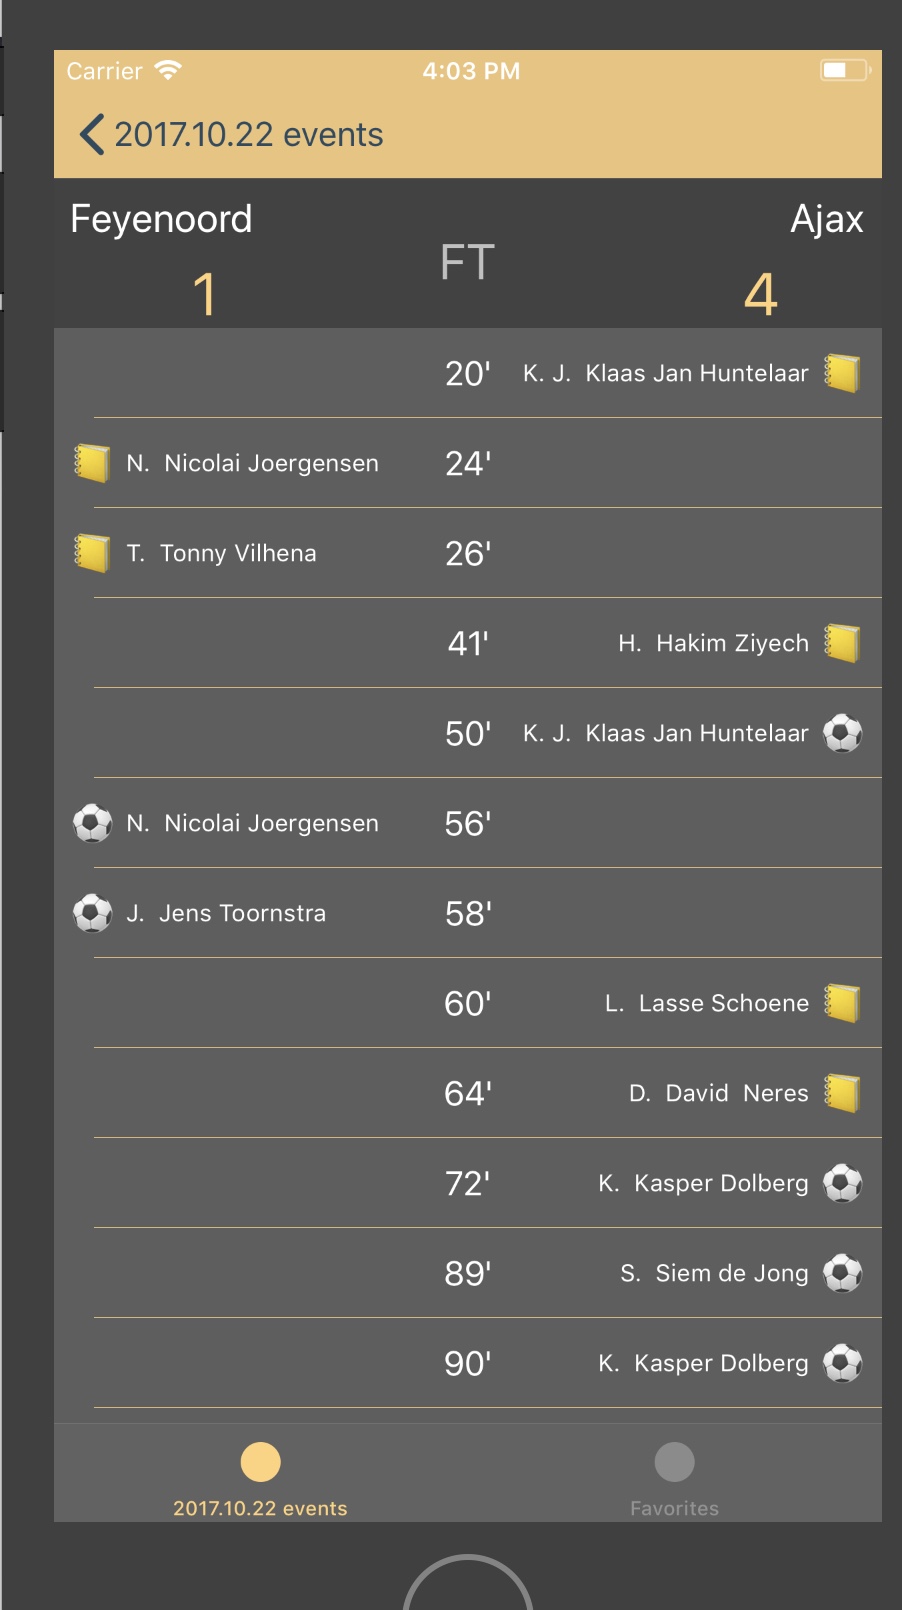 Carrier 4:03 PM
2017.10.22 events
Feyenoord FT Ajax
1 4
20' K. J. Klaas Jan Huntelaar
N. Nicolai Joergensen 24'
T. Tonny Vilhena 26'
41' H. Hakim Ziyech
50' K. J. Klaas Jan Huntelaar
N. Nicolai Joergensen 56'
J. Jens Toornstra 58'
60' L. Lasse Schoene
64' D. David Neres
72' K. Kasper Dolberg
89' S. Siem de Jong
90' K. Kasper Dolberg
2017.10.22 events Favorites